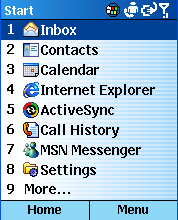 Start
1 Inbox
2 Contacts
3 Calendar
4 Internet Explorer
5 ActiveSync
6 Call History
7 MSN Messenger
8 Settings
9 More...
Home Menu